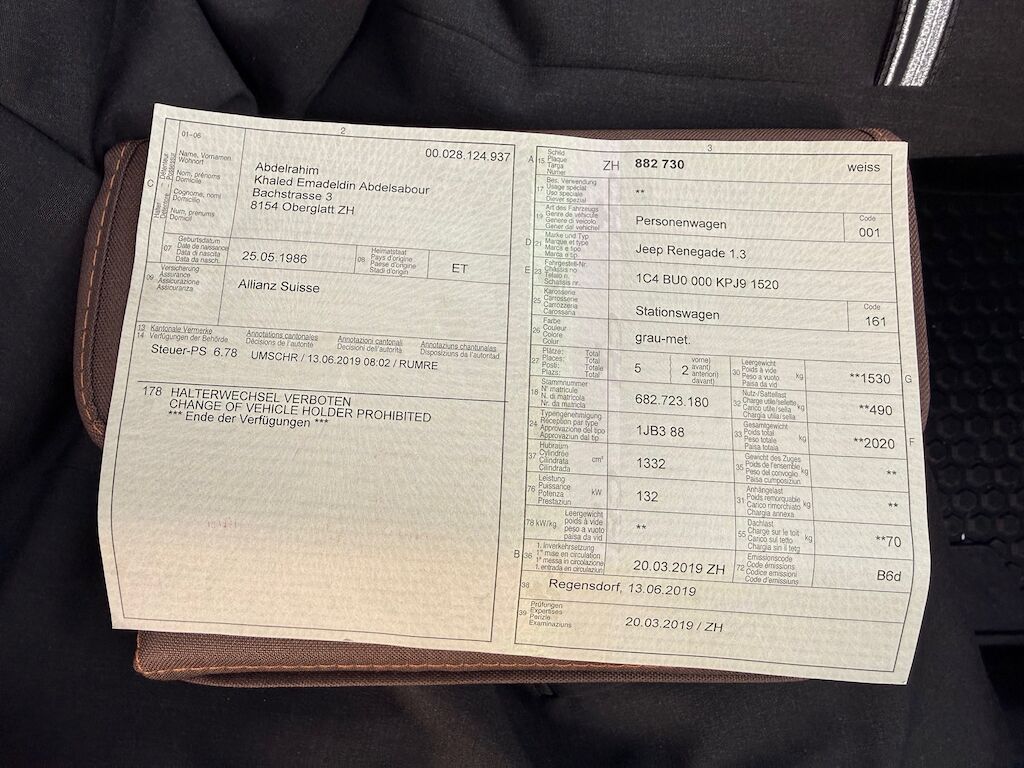 2
01-06
00.028.124.937
C
Name, Vornamen
Wohnort
Nom, prénoms
Domicile
Cognome, nomi
Domicilio
Num, prenums
Domicil
Abdelrahim
Khaled Emadeldin Abdelsabour
Bachstrasse 3
8154 Oberglatt ZH
07
Geburtsdatum
Date de naissance
Data di nascita
Data da nasch.
25.05.1986
08
Heimatstaat
Pays d'origine
Paese d'origine
Stadi d'origin
ET
09
Versicherung
Assurance
Assicurazione
Assicuranza
Allianz Suisse
13 Kantonale Vermerke
14 Verfügungen der Behörde
Annotations cantonales
Décisions de l'autorité
Annotazioni cantonali
Decisioni dell'autorità
Annotaziuns chantunalas
Disposiziuns da l'autoritad
Steuer-PS 6.78 UMSCHR / 13.06.2019 08:02 / RUMRE
178 HALTERWECHSEL VERBOTEN
CHANGE OF VEHICLE HOLDER PROHIBITED
*** Ende der Verfügungen ***
3
A 15
Schild
Plaque
Targa
Numer
ZH 882 730 weiss
17
Bes. Verwendung
Usage spécial
Uso speciale
Diever spezial
**
19
Art des Fahrzeugs
Genre de véhicule
Genere di veicolo
Gener dal vehichel
Personenwagen
Code
001
D 21
Marke und Typ
Marque et type
Marca e tipo
Marca e tip
Jeep Renegade 1.3
E 23
Fahrgestell-Nr.
Châssis no
Telaio n.
Schassis nr.
1C4 BU0 000 KPJ9 1520
25
Karosserie
Carrosserie
Carrozzeria
Carossaria
Stationswagen
Code
161
26
Farbe
Couleur
Colore
Colur
grau-met.
27
Plätze: Total
Places: Total
Posti: Totale
Plazs: Total
5
2
vorne)
avant)
anteriori)
davant)
30
Leergewicht
Poids à vide
Peso a vuoto
Paisa da vid
kg
**1530
G
18
Stammnummer
N° matricule
N. di matricola
Nr. da matricla
682.723.180
32
Nutz-/Sattellast
Charge utile/sellette
Carico utile/sella
Chargia utila/sella
kg
**490
24
Typengenehmigung
Réception par type
Approvazione del tipo
Approvaziun dal tip
1JB3 88
33
Gesamtgewicht
Poids total
Peso totale
Paisa totala
kg
**2020
F
37
Hubraum
Cylindrée
Cilindrata
Cilindrada
cm³
1332
35
Gewicht des Zuges
Poids de l'ensemble
Peso del convoglio
Paisa cumposiziun
kg
**
76
Leistung
Puissance
Potenza
Prestaziun
kW
132
31
Anhängelast
Poids remorquable
Carico rimorchiato
Chargia annexa
kg
**
78 kW/kg
Leergewicht
poids à vide
peso a vuoto
paisa da vid
**
55
Dachlast
Charge sur le toit
Carico sul tetto
Chargia sin il tetg
kg
**70
B 36
1. Inverkehrsetzung
1re mise en circulation
1a messa in circolazione
1. entrada en circulaziun
20.03.2019 ZH
72
Emissionscode
Code émissions
Codice emissioni
Code d'emissiuns
B6d
38
Regensdorf, 13.06.2019
39
Prüfungen
Expertises
Perizie
Examinaziuns
20.03.2019 / ZH